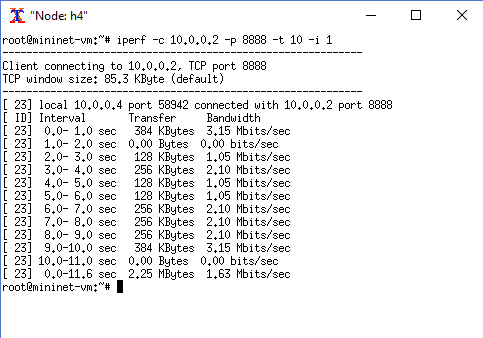 "Node: h4"
root@mininet-vm:~# iperf -c 10.0.0.2 -p 8888 -t 10 -i 1
------------------------------------------------------------
Client connecting to 10.0.0.2, TCP port 8888
TCP window size: 85.3 KByte (default)
------------------------------------------------------------
[ 23] local 10.0.0.4 port 58942 connected with 10.0.0.2 port 8888
[ ID] Interval       Transfer     Bandwidth
[ 23]  0.0- 1.0 sec   384 KBytes  3.15 Mbits/sec
[ 23]  1.0- 2.0 sec  0.00 Bytes  0.00 bits/sec
[ 23]  2.0- 3.0 sec   128 KBytes  1.05 Mbits/sec
[ 23]  3.0- 4.0 sec   256 KBytes  2.10 Mbits/sec
[ 23]  4.0- 5.0 sec   128 KBytes  1.05 Mbits/sec
[ 23]  5.0- 6.0 sec   128 KBytes  1.05 Mbits/sec
[ 23]  6.0- 7.0 sec   256 KBytes  2.10 Mbits/sec
[ 23]  7.0- 8.0 sec   256 KBytes  2.10 Mbits/sec
[ 23]  8.0- 9.0 sec   256 KBytes  2.10 Mbits/sec
[ 23]  9.0-10.0 sec   384 KBytes  3.15 Mbits/sec
[ 23] 10.0-11.0 sec  0.00 Bytes  0.00 bits/sec
[ 23]  0.0-11.6 sec  2.25 MBytes  1.63 Mbits/sec
root@mininet-vm:~#